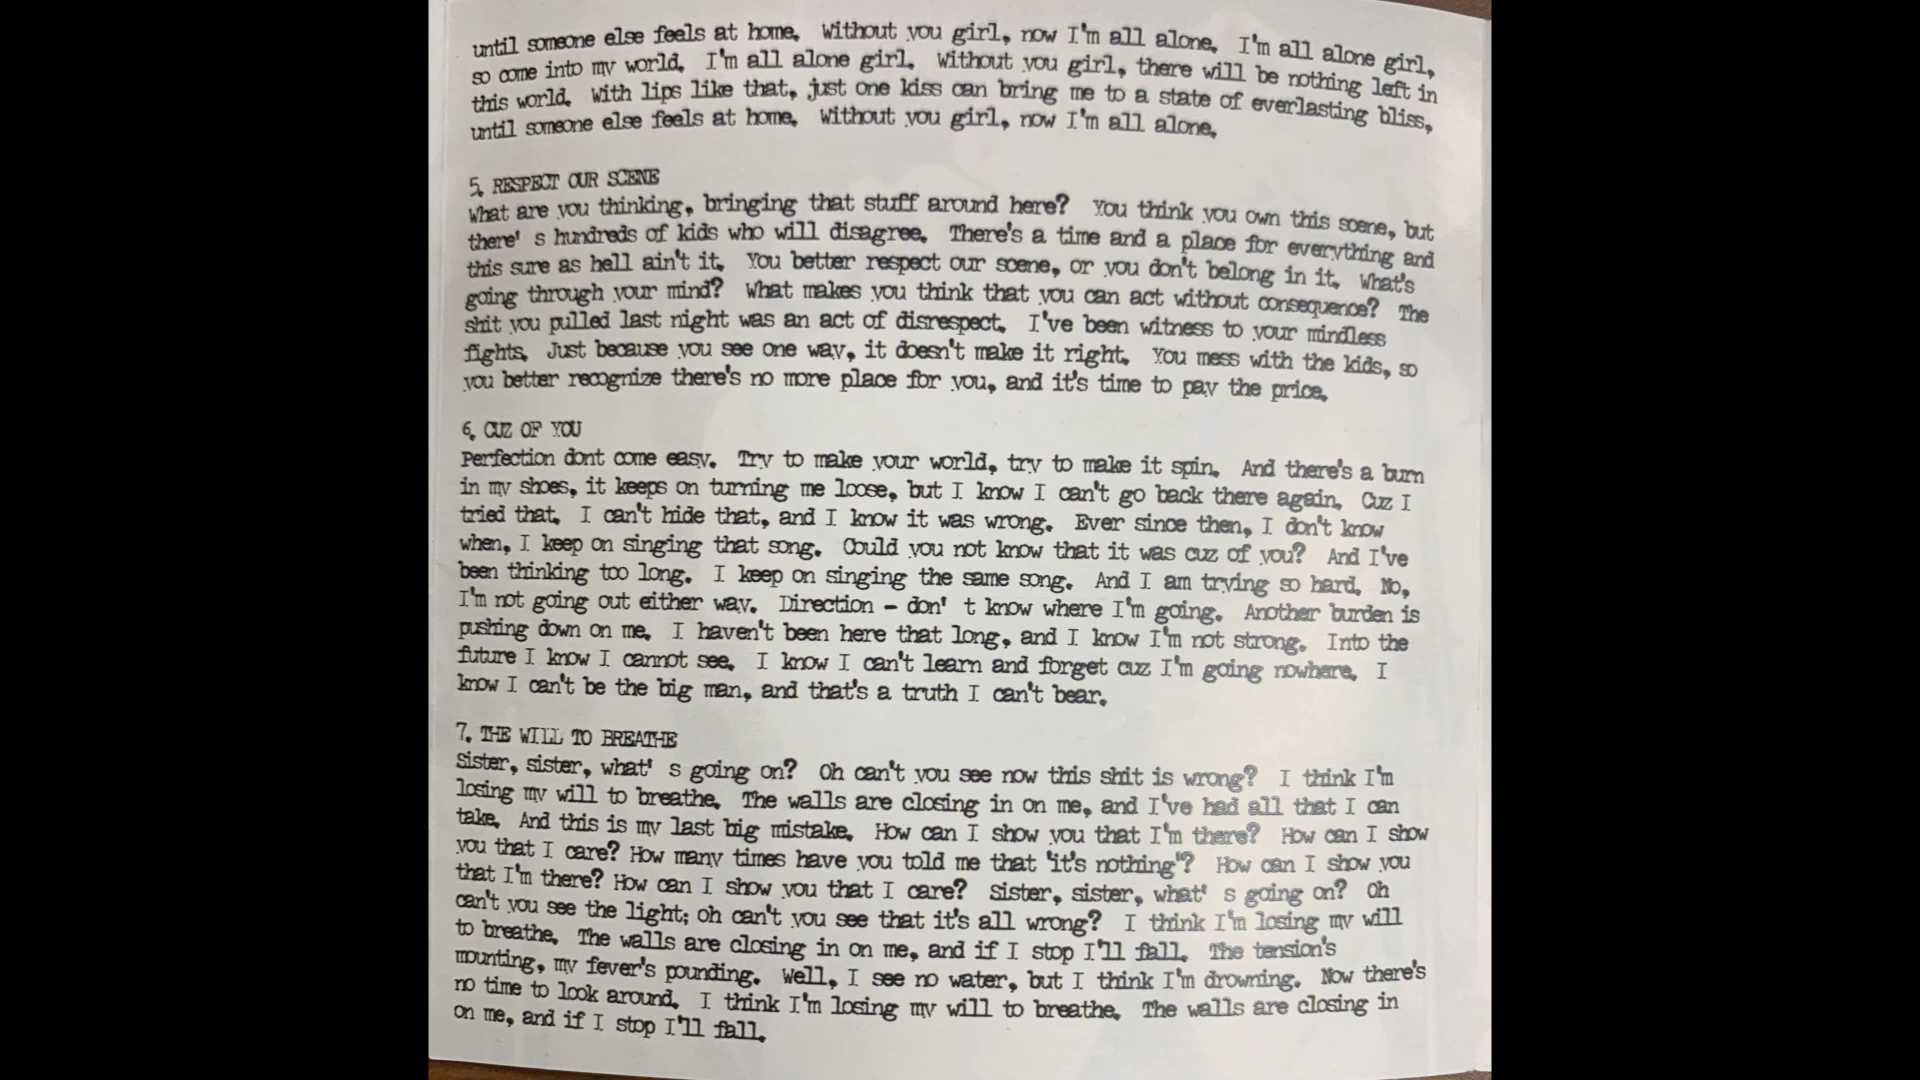 until someone else feels at home. Without you girl, now I'm all alone. I'm all alone girl,
so come into my world. I'm all alone girl. Without you girl, there will be nothing left in
this world. With lips like that, just one kiss can bring me to a state of everlasting bliss,
until someone else feels at home. Without you girl, now I'm all alone.
5. RESPECT OUR SCENE
What are you thinking, bringing that stuff around here? You think you own this scene, but
there' s hundreds of kids who will disagree. There's a time and a place for everything and
this sure as hell ain't it. You better respect our scene, or you don't belong in it. What's
going through your mind? What makes you think that you can act without consequence? The
shit you pulled last night was an act of disrespect. I've been witness to your mindless
fights. Just because you see one way, it doesn't make it right. You mess with the kids, so
you better recognize there's no more place for you, and it's time to pay the price.
6. CUZ OF YOU
Perfection dont come easy. Try to make your world, try to make it spin. And there's a burn
in my shoes, it keeps on turning me loose, but I know I can't go back there again. Cuz I
tried that. I can't hide that, and I know it was wrong. Ever since then, I don't know
when, I keep on singing that song. Could you not know that it was cuz of you? And I've
been thinking too long. I keep on singing the same song. And I am trying so hard. No,
I'm not going out either way. Direction - don' t know where I'm going. Another burden is
pushing down on me. I haven't been here that long, and I know I'm not strong. Into the
future I know I cannot see. I know I can't learn and forget cuz I'm going nowhere. I
know I can't be the big man, and that's a truth I can't bear.
7. THE WILL TO BREATHE
Sister, sister, what' s going on? Oh can't you see now this shit is wrong? I think I'm
losing my will to breathe. The walls are closing in on me, and I've had all that I can
take. And this is my last big mistake. How can I show you that I'm there? How can I show
you that I care? How many times have you told me that "it's nothing"? How can I show you
that I'm there? How can I show you that I care? Sister, sister, what' s going on? Oh
can't you see the light; oh can't you see that it's all wrong? I think I'm losing my will
to breathe. The walls are closing in on me, and if I stop I'll fall. The tension's
mounting, my fever's pounding. Well, I see no water, but I think I'm drowning. Now there's
no time to look around. I think I'm losing my will to breathe. The walls are closing in
on me, and if I stop I'll fall.